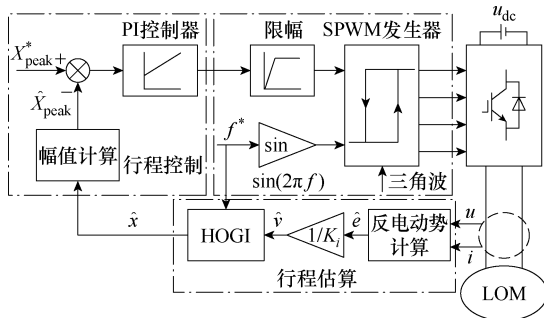 PI控制器
限幅
SPWM发生器
u_dc
X*_peak
+
−
X̂_peak
f*
sin
幅值计算
行程控制
sin(2πf)
三角波
x̂
HOGI
v̂
1/K_i
ê
反电动势
计算
u
i
行程估算
LOM